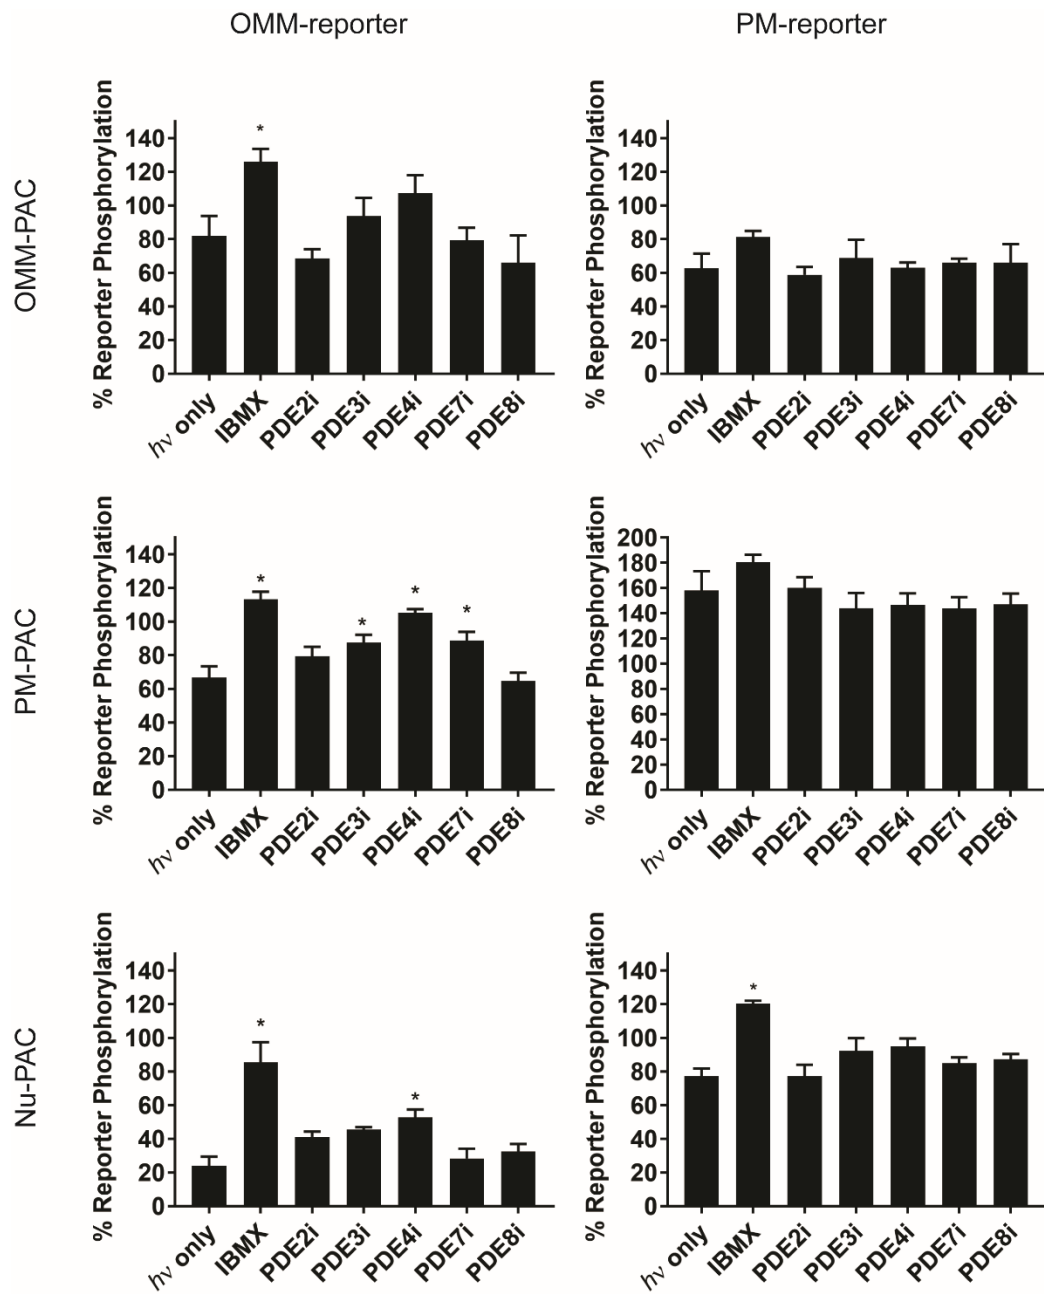 OMM-reporter
PM-reporter
OMM-PAC
% Reporter Phosphorylation
140
120
100
80
60
40
20
0
*
hν only
IBMX
PDE2i
PDE3i
PDE4i
PDE7i
PDE8i
% Reporter Phosphorylation
140
120
100
80
60
40
20
0
hν only
IBMX
PDE2i
PDE3i
PDE4i
PDE7i
PDE8i
PM-PAC
% Reporter Phosphorylation
140
120
100
80
60
40
20
0
*
*
*
*
hν only
IBMX
PDE2i
PDE3i
PDE4i
PDE7i
PDE8i
% Reporter Phosphorylation
200
180
160
140
120
100
80
60
40
20
0
hν only
IBMX
PDE2i
PDE3i
PDE4i
PDE7i
PDE8i
Nu-PAC
% Reporter Phosphorylation
140
120
100
80
60
40
20
0
*
*
hν only
IBMX
PDE2i
PDE3i
PDE4i
PDE7i
PDE8i
% Reporter Phosphorylation
140
120
100
80
60
40
20
0
*
hν only
IBMX
PDE2i
PDE3i
PDE4i
PDE7i
PDE8i